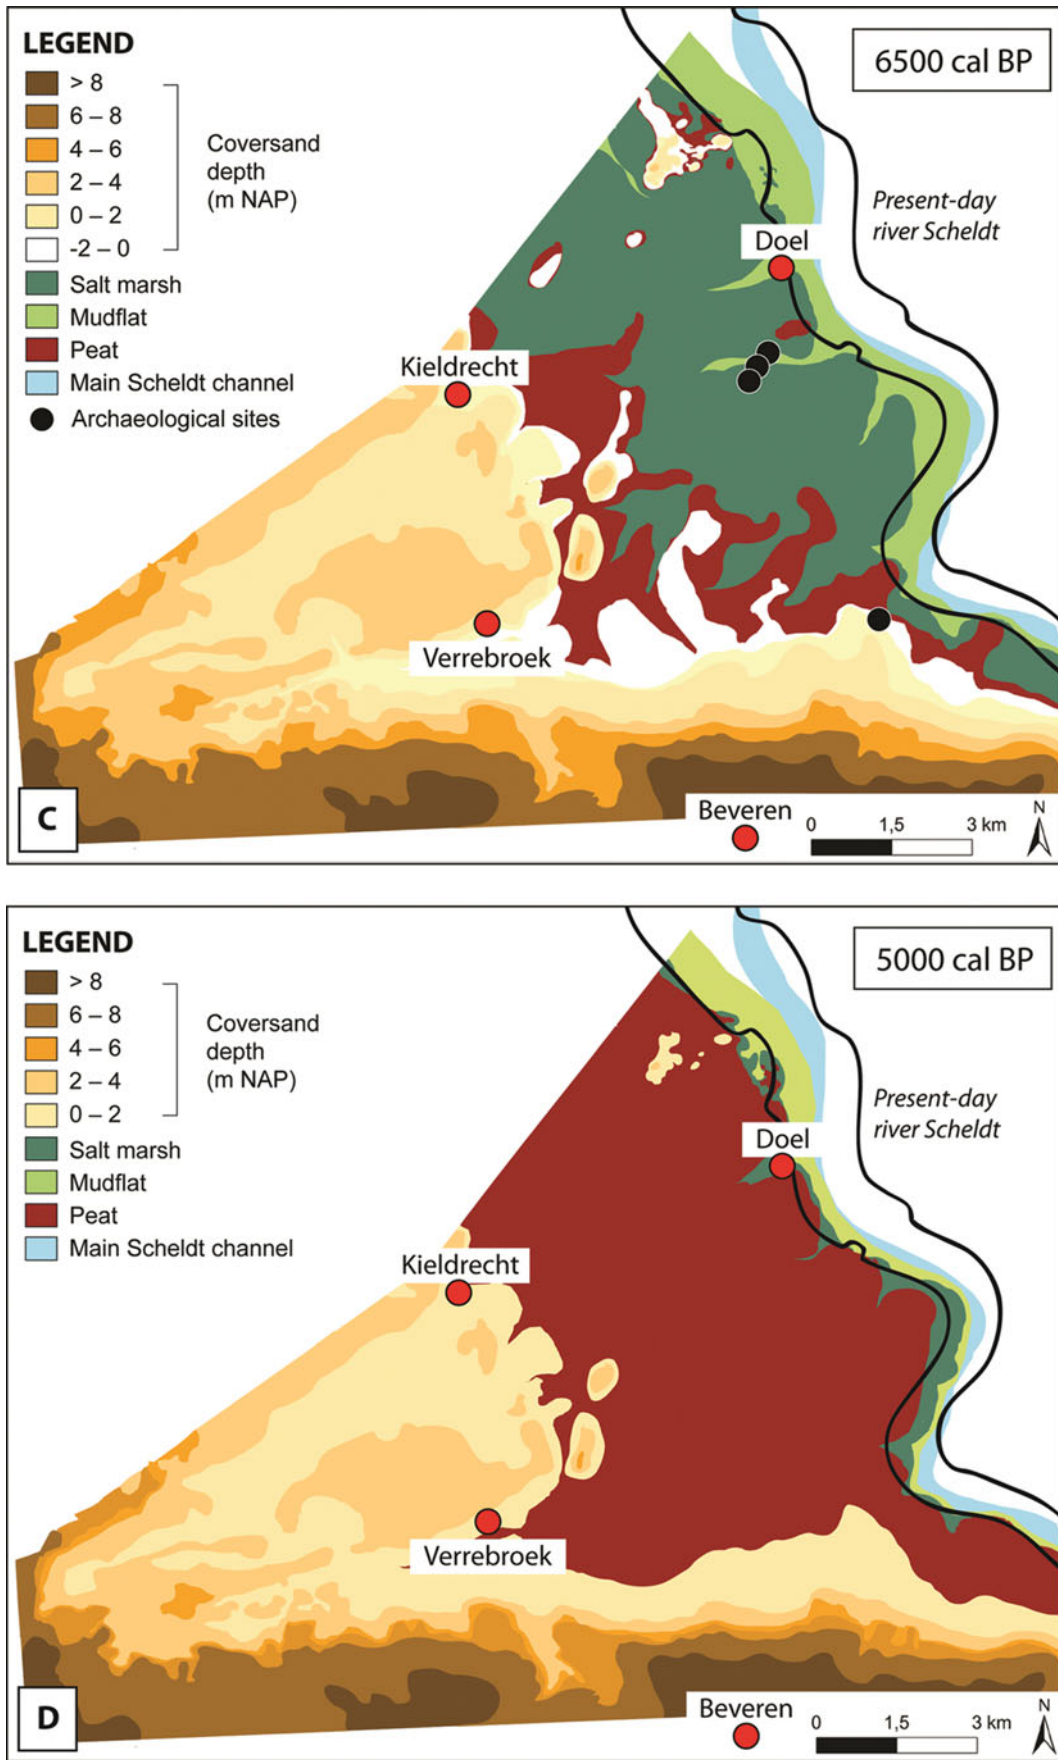 LEGEND
> 8
6 – 8
4 – 6
2 – 4
0 – 2
-2 – 0
Coversand
depth
(m NAP)
Salt marsh
Mudflat
Peat
Main Scheldt channel
Archaeological sites
6500 cal BP
Present-day
river Scheldt
Doel
Kieldrecht
Verrebroek
Beveren
0 1,5 3 km
N
C
LEGEND
> 8
6 – 8
4 – 6
2 – 4
0 – 2
Coversand
depth
(m NAP)
Salt marsh
Mudflat
Peat
Main Scheldt channel
5000 cal BP
Present-day
river Scheldt
Doel
Kieldrecht
Verrebroek
Beveren
0 1,5 3 km
N
D